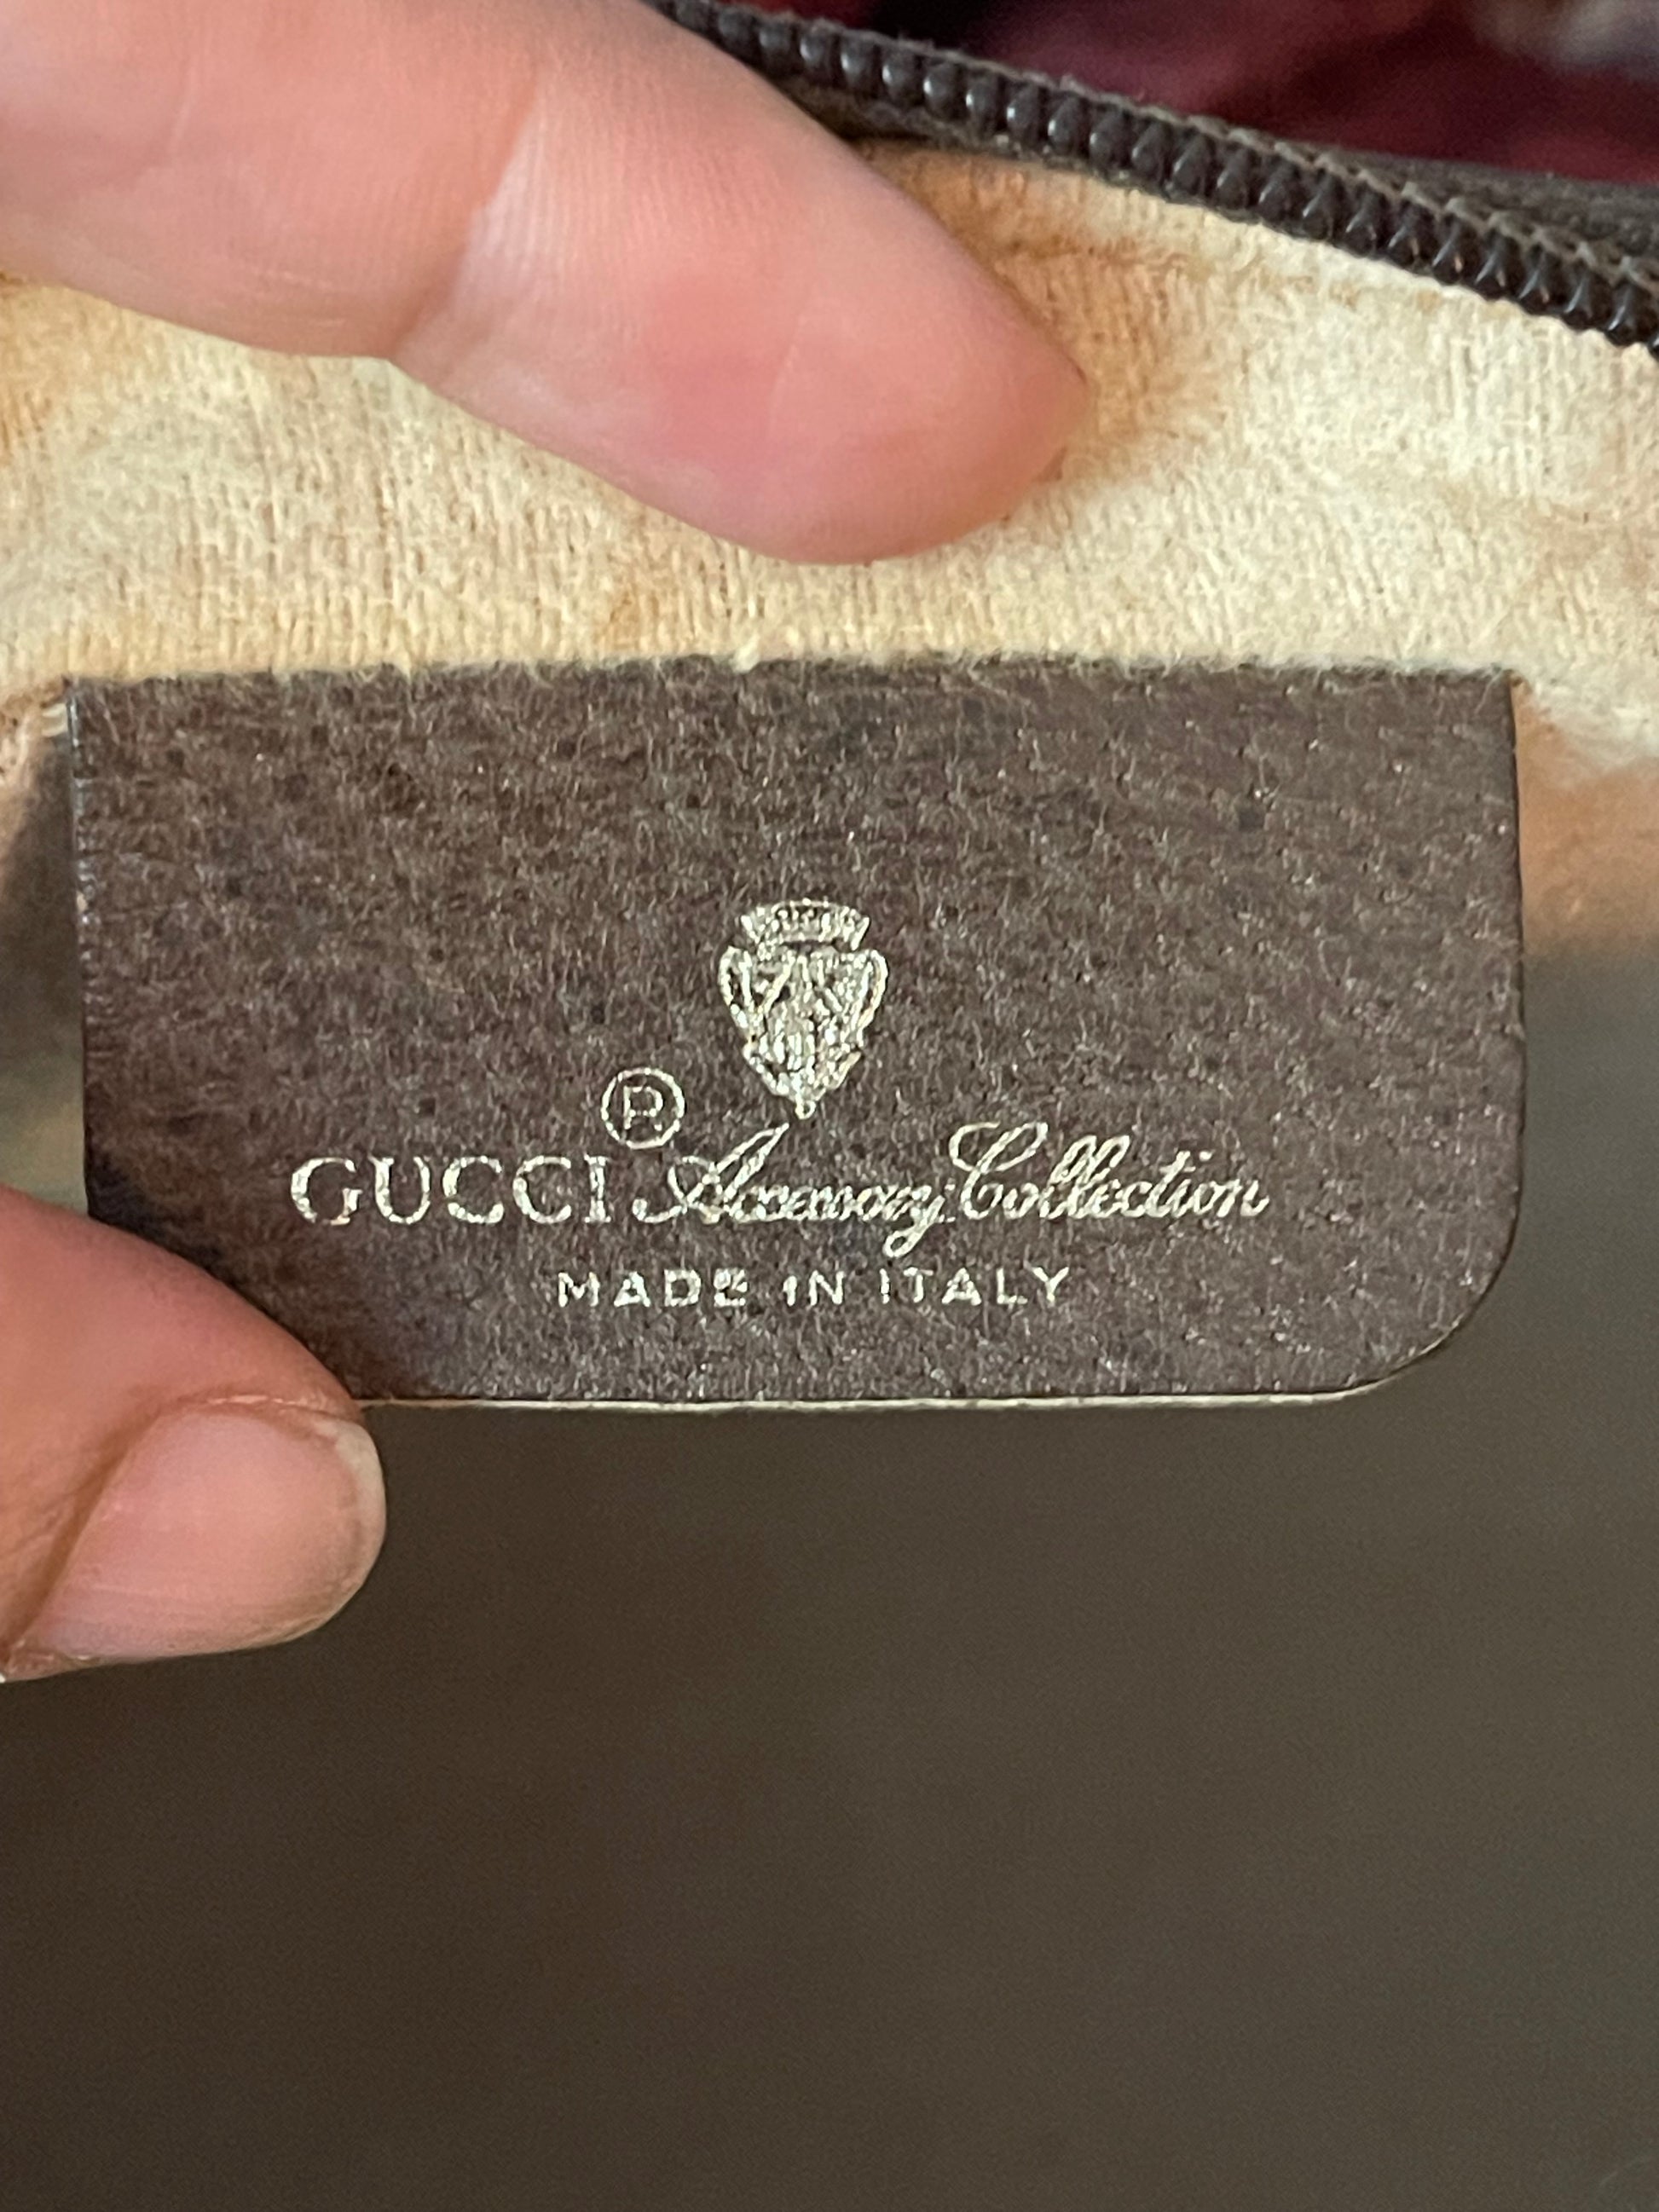 ®
GUCCI Accessory Collection
MADE IN ITALY